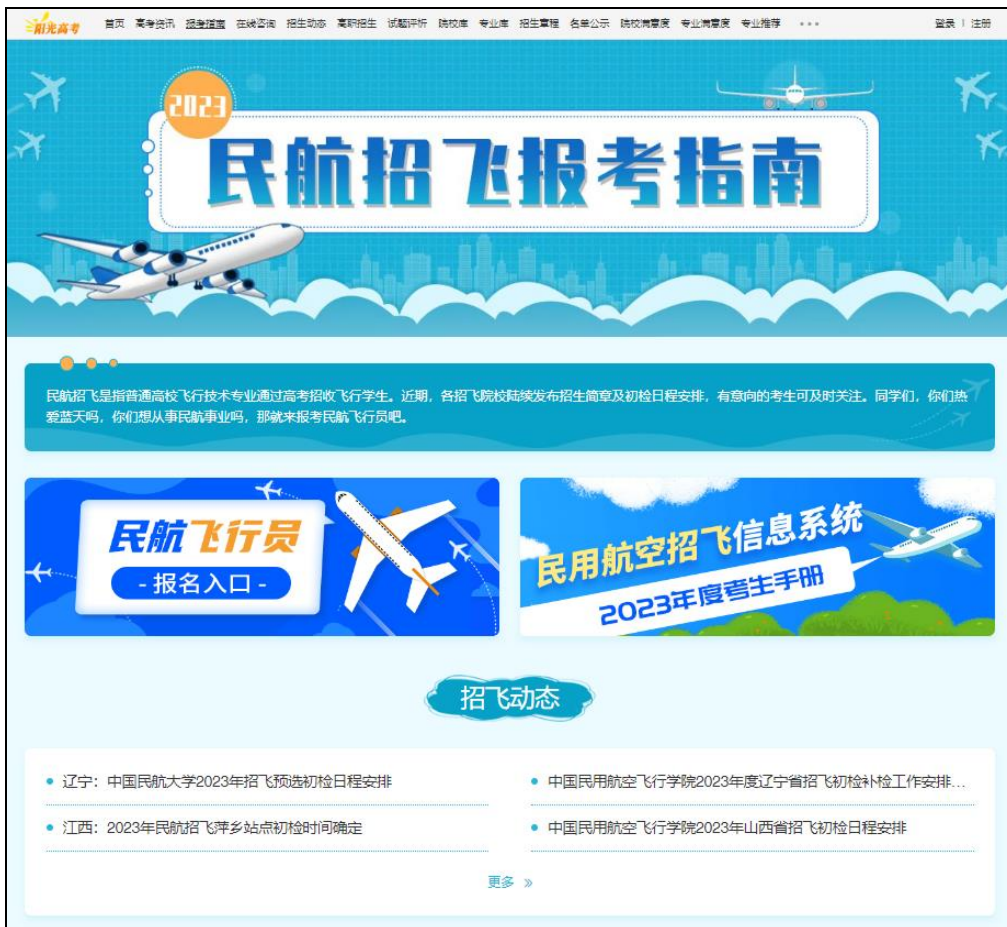 阳光高考
首页 高考资讯 报考指南 在线咨询 招生动态 高职招生 试题评析 院校库 专业库 招生章程 名单公示 院校满意度 专业满意度 专业推荐 ··· 登录 | 注册
2023
民航招飞报考指南
民航招飞是指普通高校飞行技术专业通过高考招收飞行学生。近期，各招飞院校陆续发布招生简章及初检日程安排，有意向的考生可及时关注。同学们，你们热
爱蓝天吗，你们想从事民航事业吗，那就来报考民航飞行员吧。
民航飞行员
- 报名入口 -
民用航空招飞信息系统
2023年度考生手册
招飞动态
辽宁：中国民航大学2023年招飞预选初检日程安排
中国民用航空飞行学院2023年度辽宁省招飞初检补检工作安排...
江西：2023年民航招飞萍乡站点初检时间确定
中国民用航空飞行学院2023年山西省招飞初检日程安排
更多 »